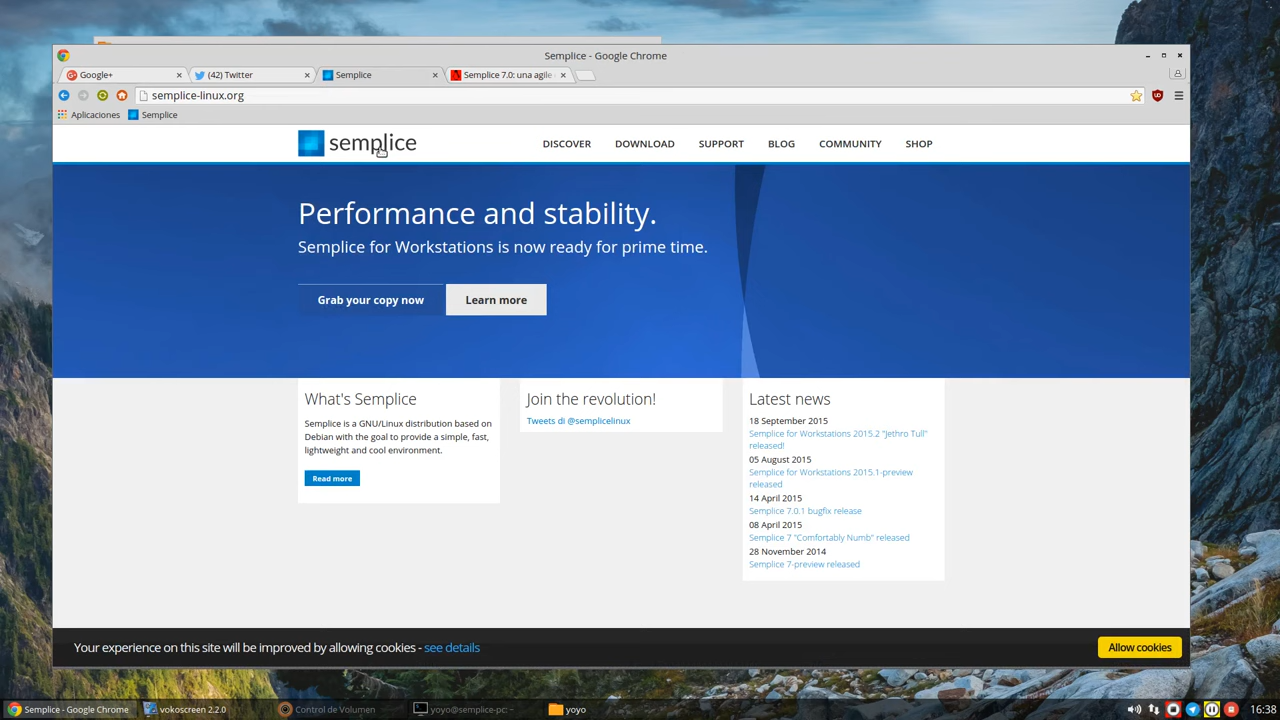 Semplice - Google Chrome
Google+
(42) Twitter
Semplice
Semplice 7.0: una agile
semplice-linux.org
Aplicaciones
Semplice
semplice
DISCOVER
DOWNLOAD
SUPPORT
BLOG
COMMUNITY
SHOP
Performance and stability.
Semplice for Workstations is now ready for prime time.
Grab your copy now
Learn more
What's Semplice
Semplice is a GNU/Linux distribution based on
Debian with the goal to provide a simple, fast,
lightweight and cool environment.
Read more
Join the revolution!
Tweets di @semplicelinux
Latest news
18 September 2015
Semplice for Workstations 2015.2 "Jethro Tull"
released!
05 August 2015
Semplice for Workstations 2015.1-preview
released
14 April 2015
Semplice 7.0.1 bugfix release
08 April 2015
Semplice 7 "Comfortably Numb" released
28 November 2014
Semplice 7-preview released
Your experience on this site will be improved by allowing cookies - see details
Allow cookies
Semplice - Google Chrome
vokoscreen 2.2.0
Control de Volumen
yoyo@semplice-pc: ~
yoyo
16:38